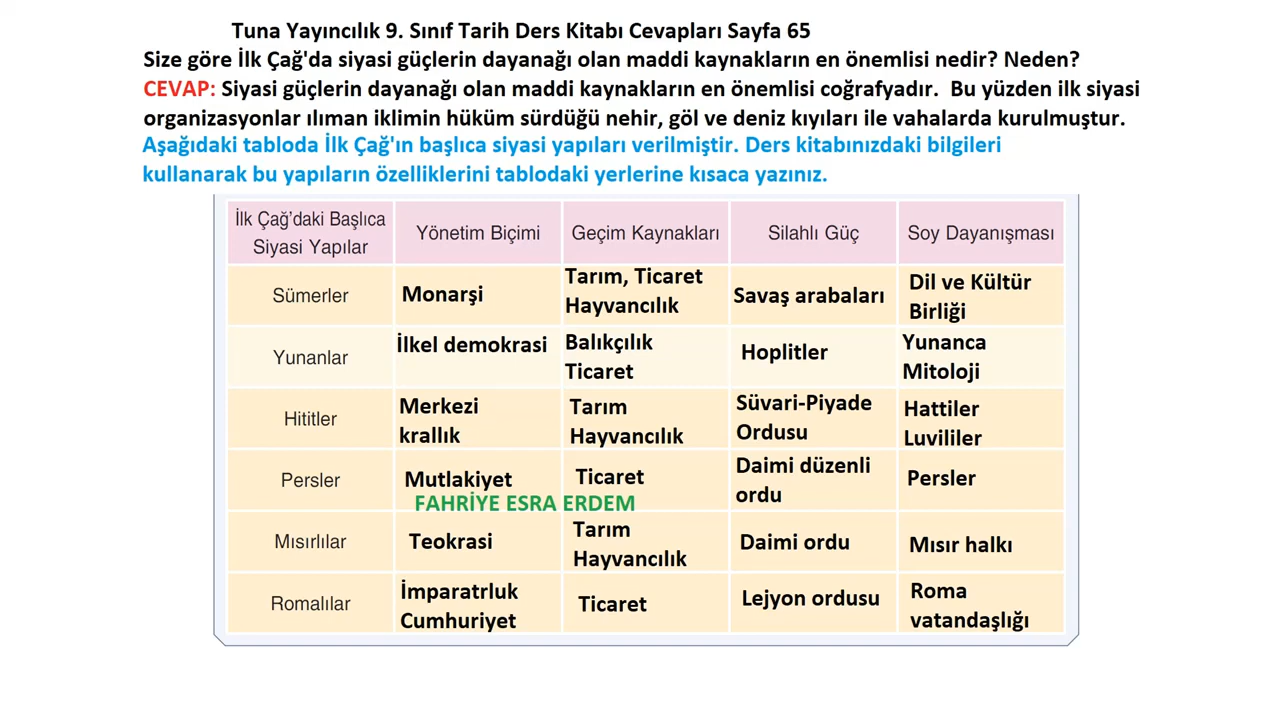 Tuna Yayıncılık 9. Sınıf Tarih Ders Kitabı Cevapları Sayfa 65
Size göre İlk Çağ'da siyasi güçlerin dayanağı olan maddi kaynakların en önemlisi nedir? Neden?
CEVAP: Siyasi güçlerin dayanağı olan maddi kaynakların en önemlisi coğrafyadır. Bu yüzden ilk siyasi
organizasyonlar ılıman iklimin hüküm sürdüğü nehir, göl ve deniz kıyıları ile vahalarda kurulmuştur.
Aşağıdaki tabloda İlk Çağ'ın başlıca siyasi yapıları verilmiştir. Ders kitabınızdaki bilgileri
kullanarak bu yapıların özelliklerini tablodaki yerlerine kısaca yazınız.
İlk Çağ'daki Başlıca
Siyasi Yapılar
Yönetim Biçimi
Geçim Kaynakları
Silahlı Güç
Soy Dayanışması
Sümerler
Monarşi
Tarım, Ticaret
Hayvancılık
Savaş arabaları
Dil ve Kültür
Birliği
Yunanlar
İlkel demokrasi
Balıkçılık
Ticaret
Hoplitler
Yunanca
Mitoloji
Hititler
Merkezi
krallık
Tarım
Hayvancılık
Süvari-Piyade
Ordusu
Hattiler
Luvililer
Persler
Mutlakiyet
Ticaret
Daimi düzenli
ordu
Persler
FAHRİYE ESRA ERDEM
Mısırlılar
Teokrasi
Tarım
Hayvancılık
Daimi ordu
Mısır halkı
Romalılar
İmparatrluk
Cumhuriyet
Ticaret
Lejyon ordusu
Roma
vatandaşlığı